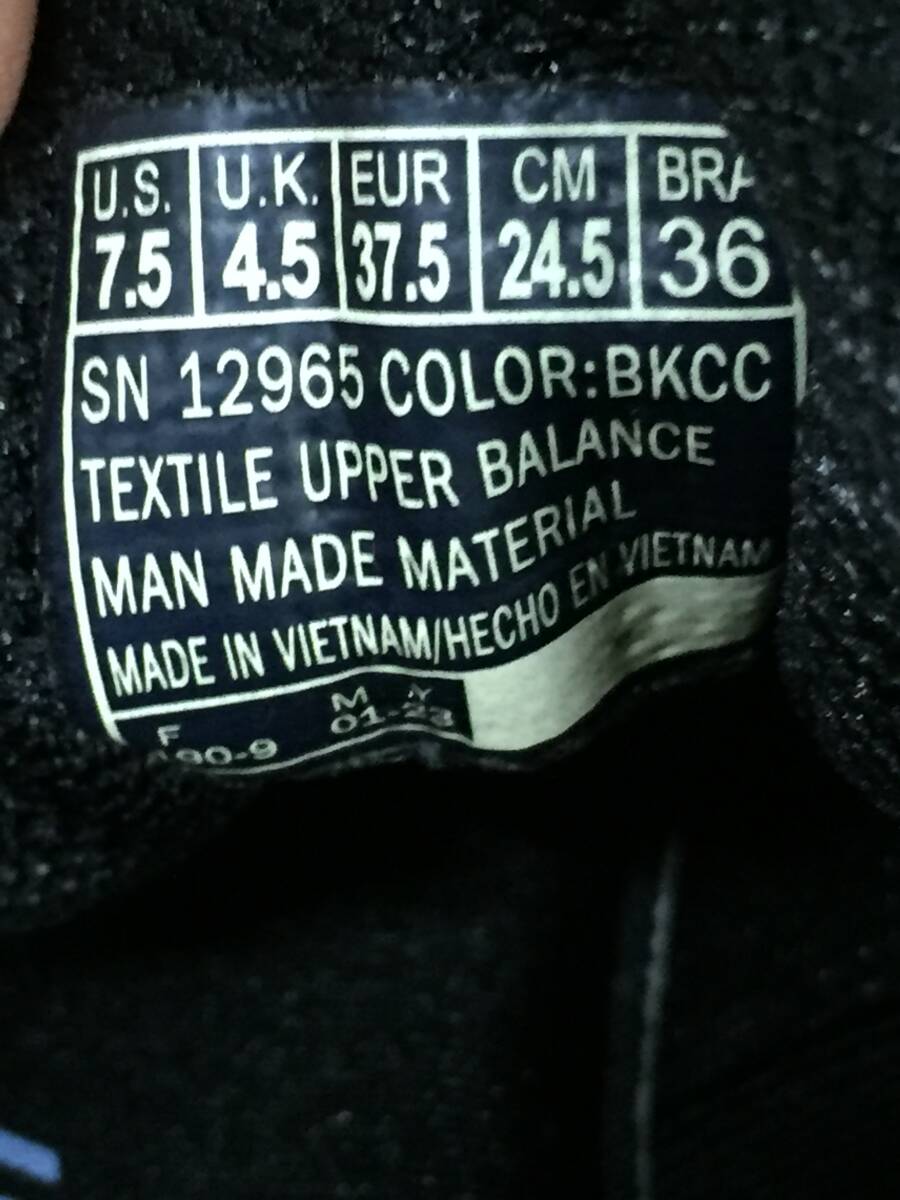 U.S. U.K. EUR CM BRA
7.5 4.5 37.5 24.5 36
SN 12965 COLOR:BKCC
TEXTILE UPPER BALANCE
MAN MADE MATERIAL
MADE IN VIETNAM/HECHO EN VIETNAM
F M Y
01-23